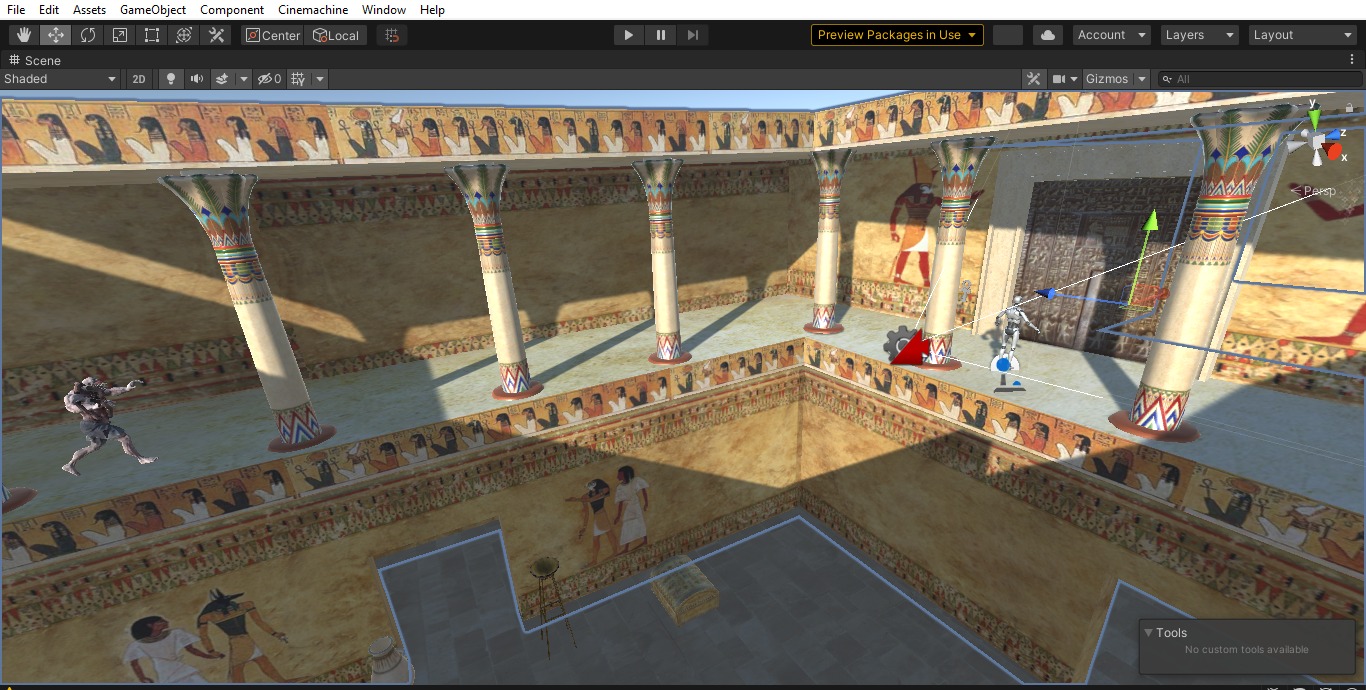 File Edit Assets GameObject Component Cinemachine Window Help
Center Local Preview Packages in Use Account Layers Layout
Scene
Shaded 2D 0 Gizmos All
y
z
x
Persp
Tools
No custom tools available